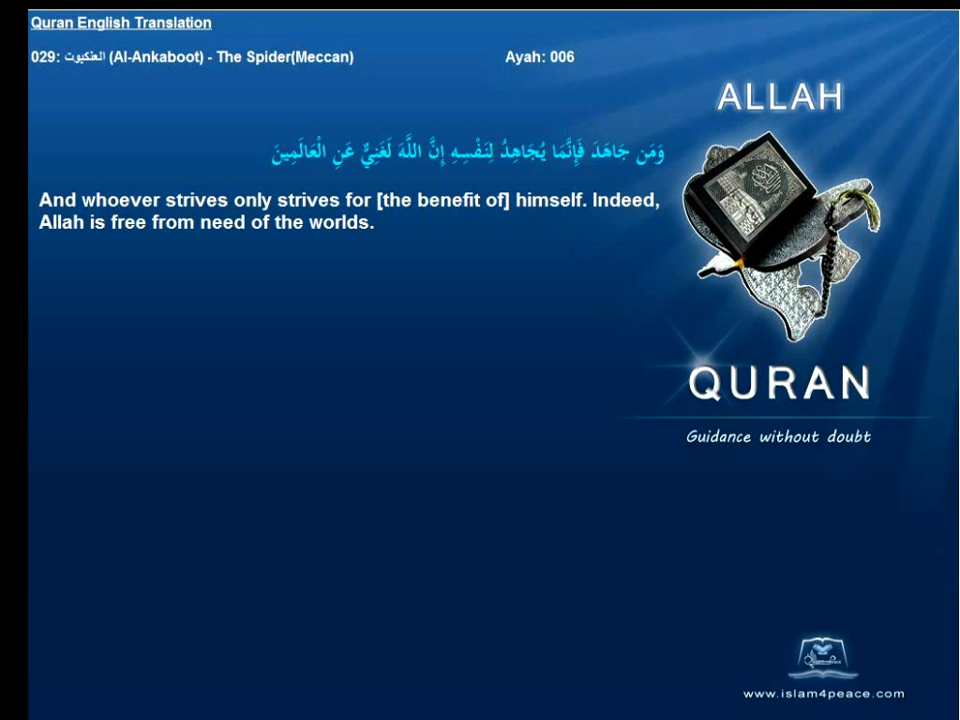 Quran English Translation
029: العنكبوت (Al-Ankaboot) - The Spider(Meccan) Ayah: 006
ALLAH
وَمَن جَاهَدَ فَإِنَّمَا يُجَاهِدُ لِنَفْسِهِ إِنَّ اللَّهَ لَغَنِيٌّ عَنِ الْعَالَمِينَ
And whoever strives only strives for [the benefit of] himself. Indeed,
Allah is free from need of the worlds.
QURAN
Guidance without doubt
www.islam4peace.com